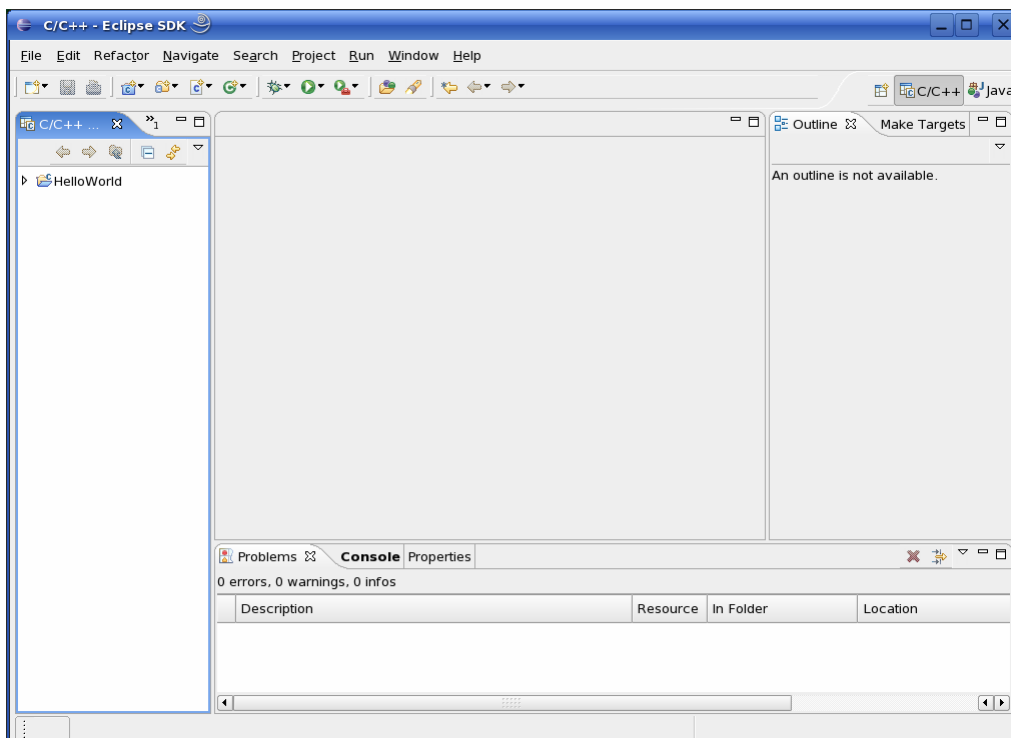 C/C++ - Eclipse SDK
File Edit Refactor Navigate Search Project Run Window Help
C/C++ Java
C/C++ ... »1
Outline Make Targets
HelloWorld
An outline is not available.
Problems Console Properties
0 errors, 0 warnings, 0 infos
Description Resource In Folder Location